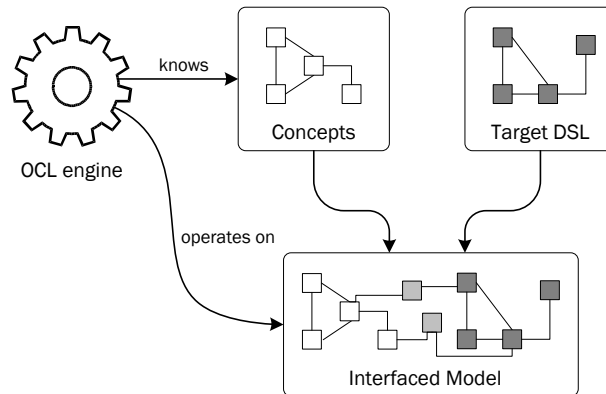 knows
Concepts
Target DSL
OCL engine
operates on
Interfaced Model